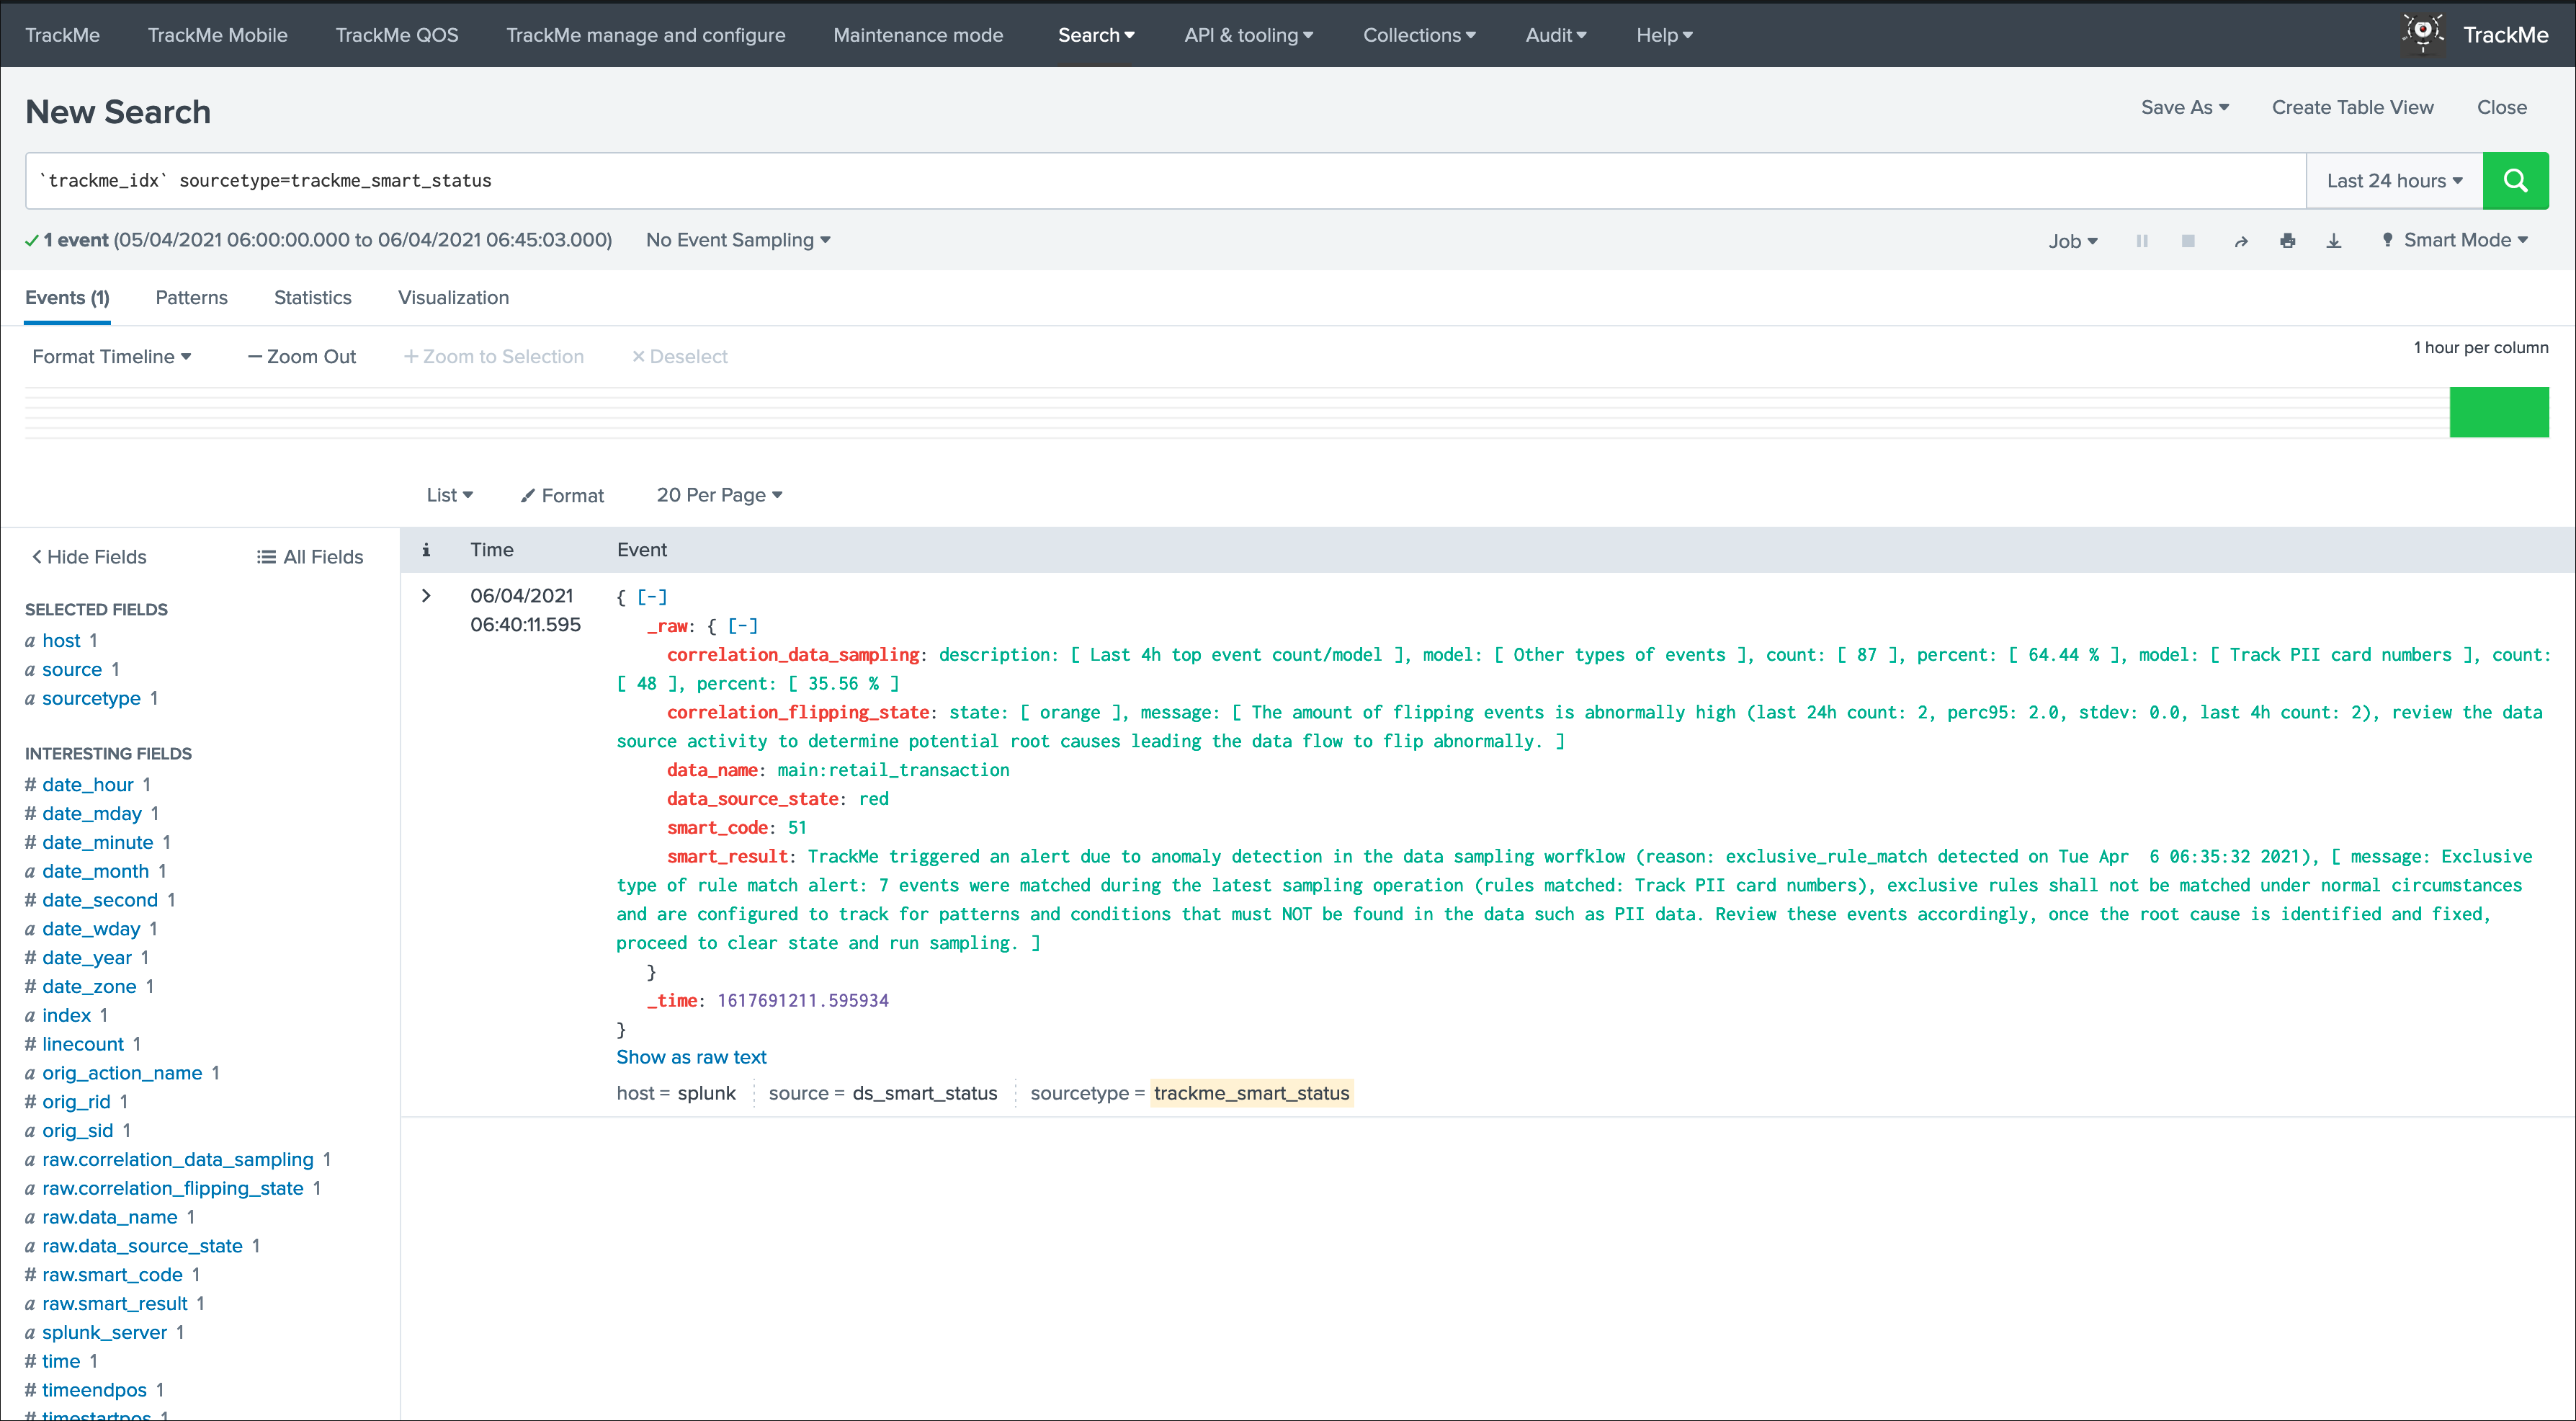 TrackMe TrackMe Mobile TrackMe QOS TrackMe manage and configure Maintenance mode Search API & tooling Collections Audit Help TrackMe
New Search Save As Create Table View Close
`trackme_idx` sourcetype=trackme_smart_status Last 24 hours
1 event (05/04/2021 06:00:00.000 to 06/04/2021 06:45:03.000) No Event Sampling Job Smart Mode
Events (1) Patterns Statistics Visualization
Format Timeline — Zoom Out + Zoom to Selection × Deselect 1 hour per column
List Format 20 Per Page
< Hide Fields All Fields
SELECTED FIELDS
a host 1
a source 1
a sourcetype 1
INTERESTING FIELDS
# date_hour 1
# date_mday 1
# date_minute 1
a date_month 1
# date_second 1
a date_wday 1
# date_year 1
# date_zone 1
a index 1
# linecount 1
a orig_action_name 1
# orig_rid 1
a orig_sid 1
a raw.correlation_data_sampling 1
a raw.correlation_flipping_state 1
a raw.data_name 1
a raw.data_source_state 1
# raw.smart_code 1
a raw.smart_result 1
a splunk_server 1
# time 1
# timeendpos 1
# timestartpos 1
i Time Event
> 06/04/2021
06:40:11.595
{ [-]
_raw: { [-]
correlation_data_sampling: description: [ Last 4h top event count/model ], model: [ Other types of events ], count: [ 87 ], percent: [ 64.44 % ], model: [ Track PII card numbers ], count:
[ 48 ], percent: [ 35.56 % ]
correlation_flipping_state: state: [ orange ], message: [ The amount of flipping events is abnormally high (last 24h count: 2, perc95: 2.0, stdev: 0.0, last 4h count: 2), review the data
source activity to determine potential root causes leading the data flow to flip abnormally. ]
data_name: main:retail_transaction
data_source_state: red
smart_code: 51
smart_result: TrackMe triggered an alert due to anomaly detection in the data sampling worfklow (reason: exclusive_rule_match detected on Tue Apr  6 06:35:32 2021), [ message: Exclusive
type of rule match alert: 7 events were matched during the latest sampling operation (rules matched: Track PII card numbers), exclusive rules shall not be matched under normal circumstances
and are configured to track for patterns and conditions that must NOT be found in the data such as PII data. Review these events accordingly, once the root cause is identified and fixed,
proceed to clear state and run sampling. ]
}
_time: 1617691211.595934
}
Show as raw text
host = splunk source = ds_smart_status sourcetype = trackme_smart_status